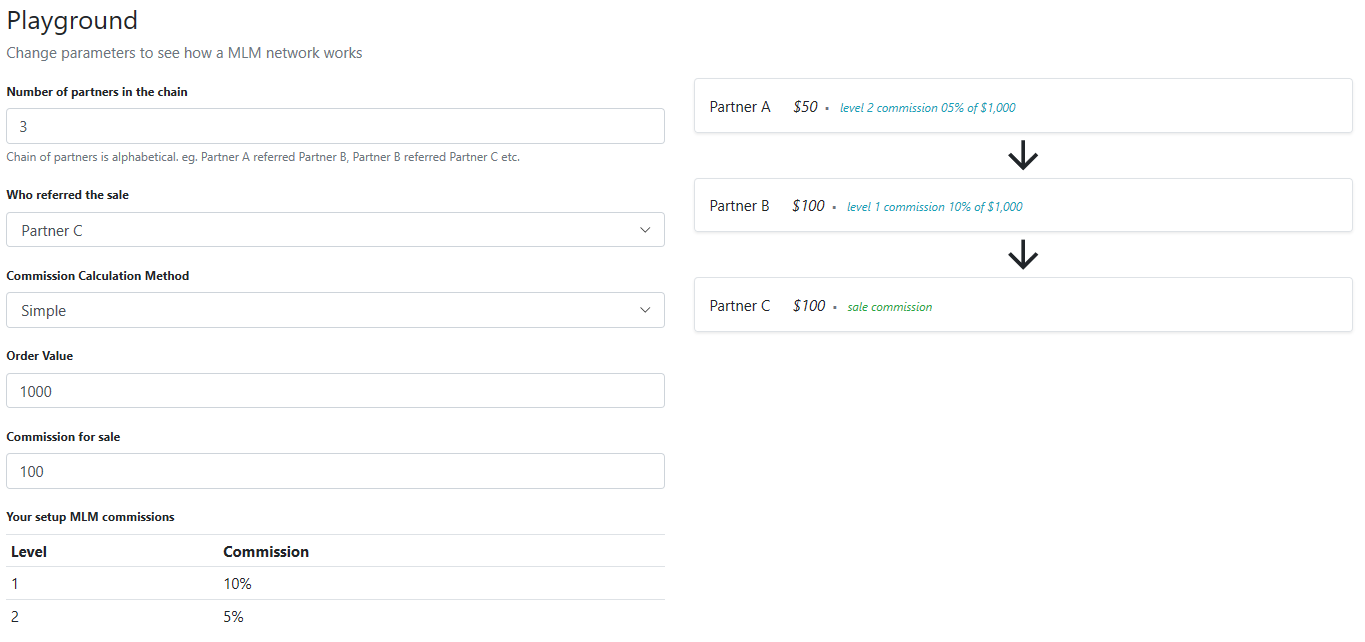 Playground
Change parameters to see how a MLM network works
Number of partners in the chain
3
Chain of partners is alphabetical. eg. Partner A referred Partner B, Partner B referred Partner C etc.
Who referred the sale
Partner C
Commission Calculation Method
Simple
Order Value
1000
Commission for sale
100
Your setup MLM commissions
Level Commission
1 10%
2 5%
Partner A $50 • level 2 commission 05% of $1,000
Partner B $100 • level 1 commission 10% of $1,000
Partner C $100 • sale commission